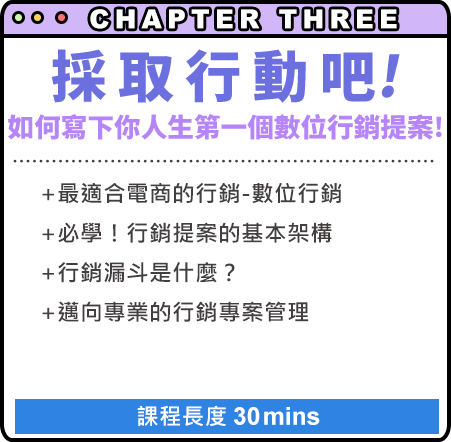 CHAPTER THREE
採取行動吧!
如何寫下你人生第一個數位行銷提案!
+最適合電商的行銷-數位行銷
+必學！行銷提案的基本架構
+行銷漏斗是什麼？
+邁向專業的行銷專案管理
課程長度 30mins